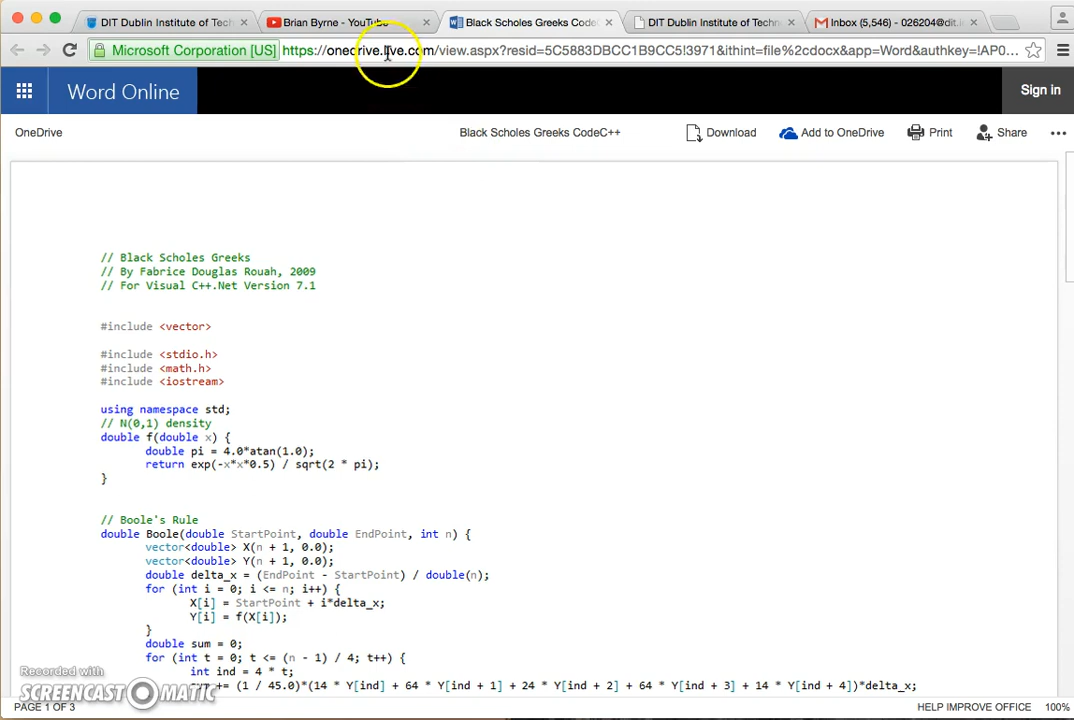 DIT Dublin Institute of Tech
Brian Byrne - YouTube
Black Scholes Greeks Code
DIT Dublin Institute of Techn
Inbox (5,546) - 026204@dit.i
Microsoft Corporation [US]
https://onedrive.live.com/view.aspx?resid=5C5883DBCC1B9CC5!3971&ithint=file%2cdocx&app=Word&authkey=!AP0...
Word Online
Sign in
OneDrive
Black Scholes Greeks CodeC++
Download
Add to OneDrive
Print
Share
// Black Scholes Greeks
// By Fabrice Douglas Rouah, 2009
// For Visual C++.Net Version 7.1
#include <vector>
#include <stdio.h>
#include <math.h>
#include <iostream>
using namespace std;
// N(0,1) density
double f(double x) {
double pi = 4.0*atan(1.0);
return exp(-x*x*0.5) / sqrt(2 * pi);
}
// Boole's Rule
double Boole(double StartPoint, double EndPoint, int n) {
vector<double> X(n + 1, 0.0);
vector<double> Y(n + 1, 0.0);
double delta_x = (EndPoint - StartPoint) / double(n);
for (int i = 0; i <= n; i++) {
X[i] = StartPoint + i*delta_x;
Y[i] = f(X[i]);
}
double sum = 0;
for (int t = 0; t <= (n - 1) / 4; t++) {
int ind = 4 * t;
sum += (1 / 45.0)*(14 * Y[ind] + 64 * Y[ind + 1] + 24 * Y[ind + 2] + 64 * Y[ind + 3] + 14 * Y[ind + 4])*delta_x;
Recorded with
SCREENCAST MATIC
PAGE 1 OF 3
HELP IMPROVE OFFICE
100%